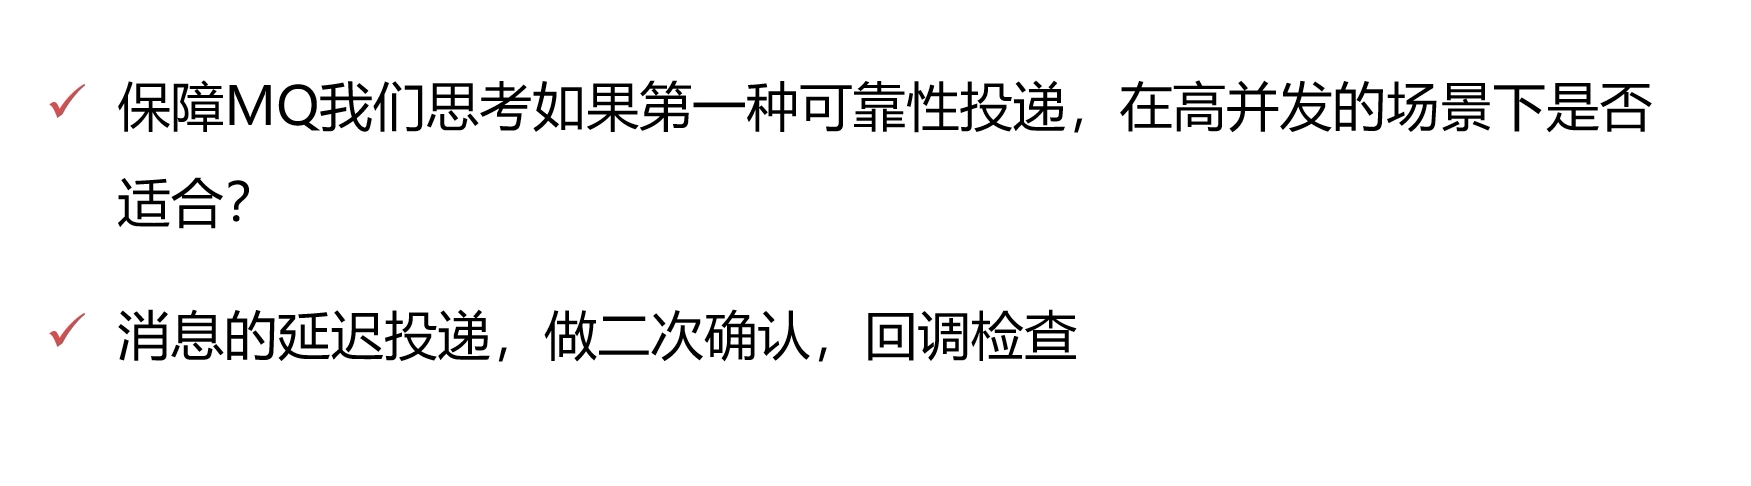 保障MQ我们思考如果第一种可靠性投递，在高并发的场景下是否
适合？
消息的延迟投递，做二次确认，回调检查